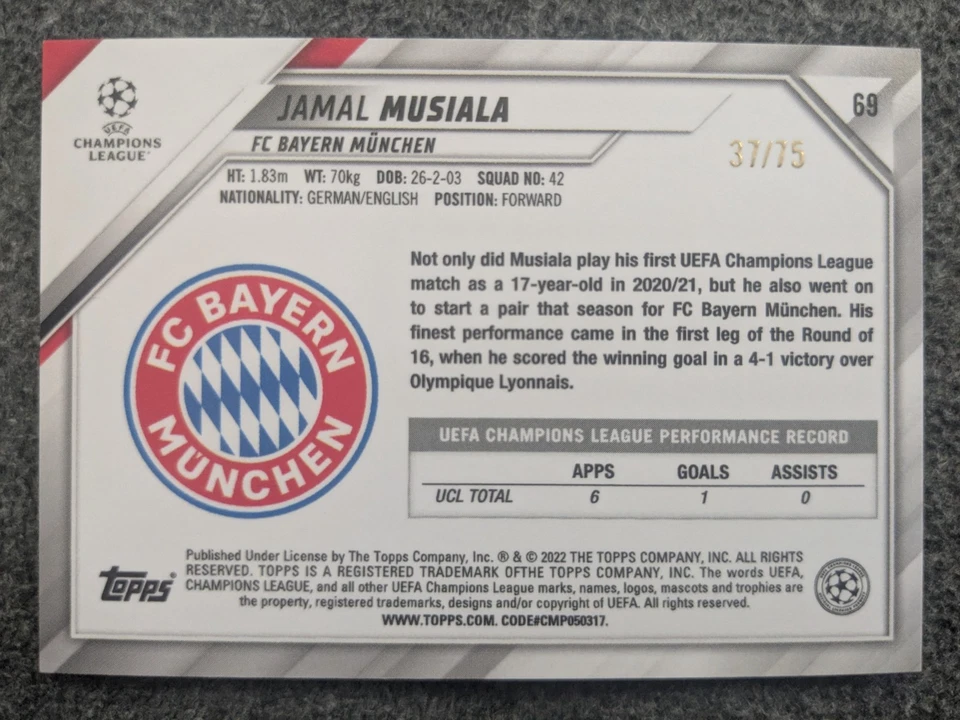 JAMAL MUSIALA
69
UEFA
CHAMPIONS
LEAGUE
FC BAYERN MÜNCHEN
37/75
HT: 1.83m WT: 70kg DOB: 26-2-03 SQUAD NO: 42
NATIONALITY: GERMAN/ENGLISH POSITION: FORWARD
Not only did Musiala play his first UEFA Champions League
match as a 17-year-old in 2020/21, but he also went on
to start a pair that season for FC Bayern München. His
finest performance came in the first leg of the Round of
16, when he scored the winning goal in a 4-1 victory over
Olympique Lyonnais.
FC BAYERN
MÜNCHEN
UEFA CHAMPIONS LEAGUE PERFORMANCE RECORD
APPS GOALS ASSISTS
UCL TOTAL 6 1 0
topps®
Published Under License by The Topps Company, Inc. ® & © 2022 THE TOPPS COMPANY, INC. ALL RIGHTS
RESERVED. TOPPS IS A REGISTERED TRADEMARK OFTHE TOPPS COMPANY, INC. The words UEFA,
CHAMPIONS LEAGUE, and all other UEFA Champions League marks, names, logos, mascots and trophies are
the property, registered trademarks, designs and/or copyright of UEFA. All rights reserved.
WWW.TOPPS.COM. CODE#CMP050317.